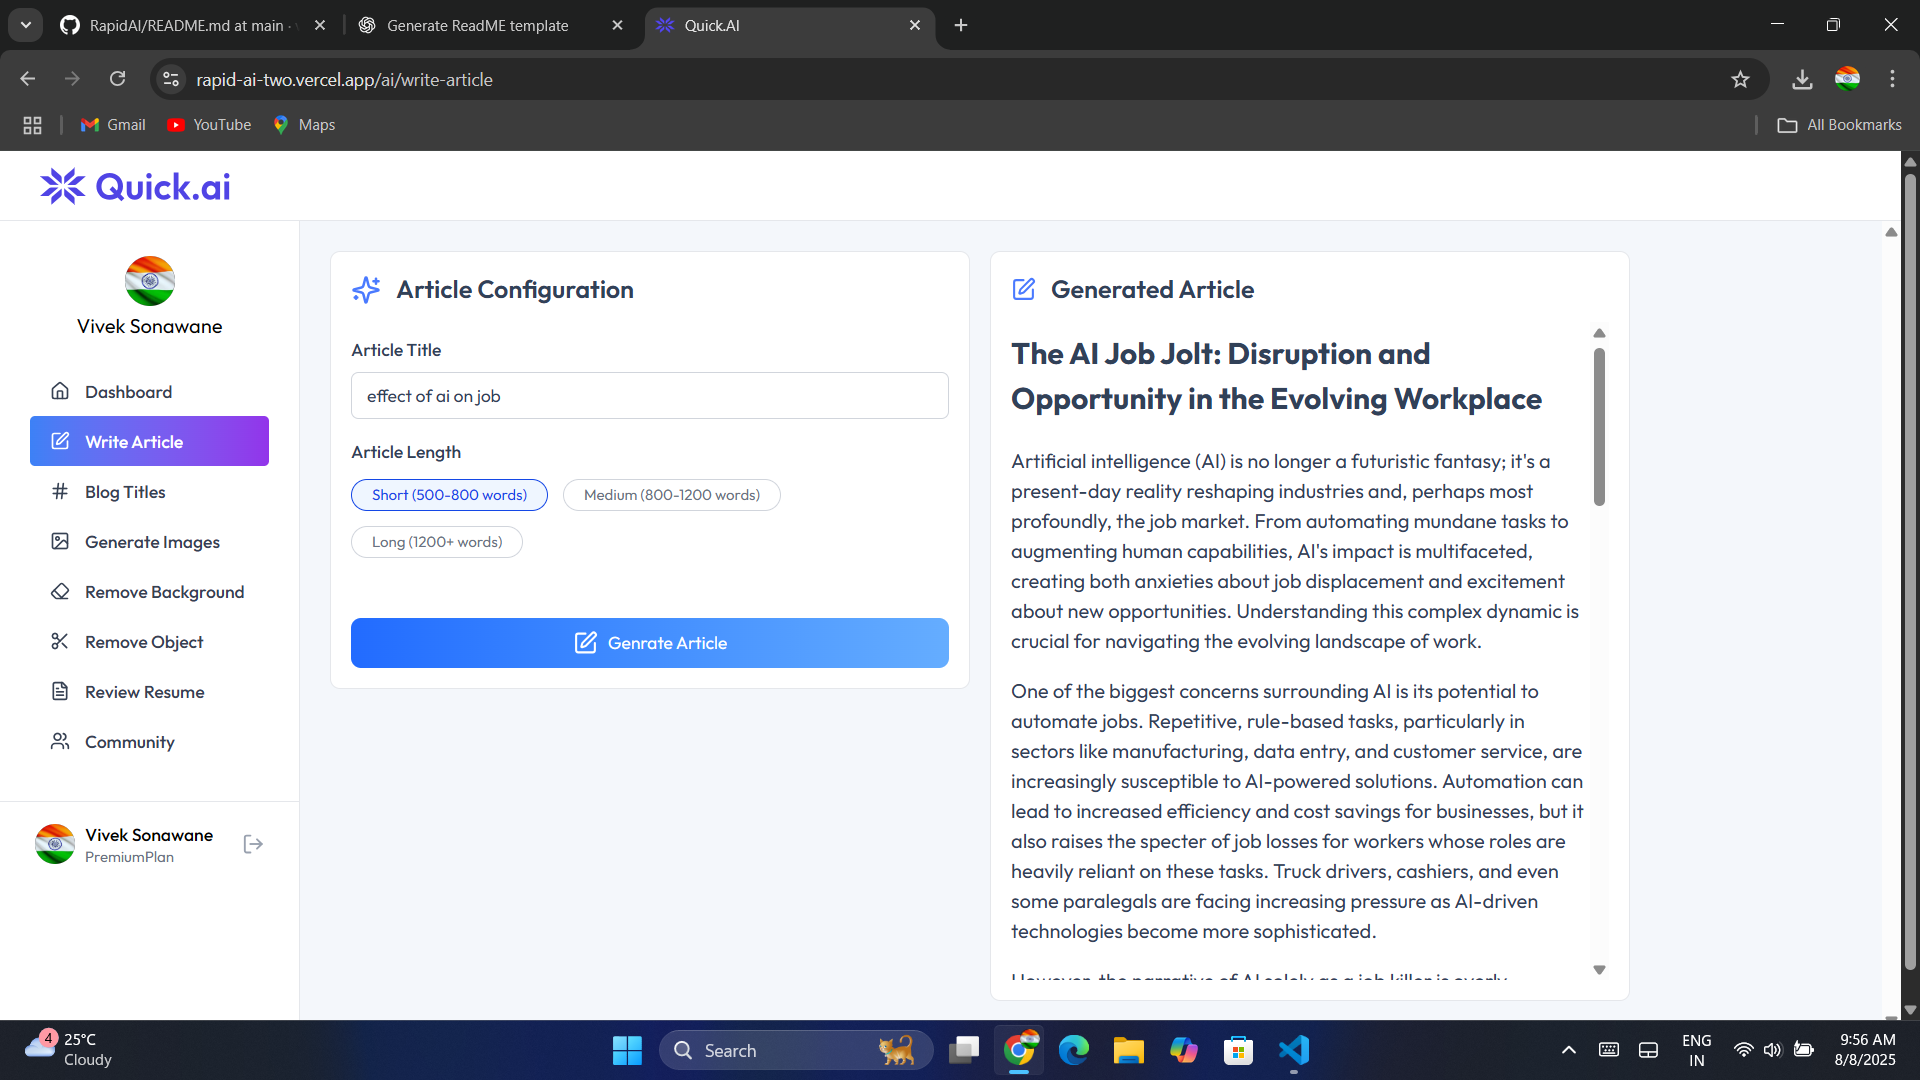 RapidAI/README.md at main ·
Generate ReadME template
Quick.AI
rapid-ai-two.vercel.app/ai/write-article
Gmail
YouTube
Maps
All Bookmarks
Quick.ai
Vivek Sonawane
Dashboard
Write Article
Blog Titles
Generate Images
Remove Background
Remove Object
Review Resume
Community
Vivek Sonawane
PremiumPlan
Article Configuration
Article Title
effect of ai on job
Article Length
Short (500-800 words)
Medium (800-1200 words)
Long (1200+ words)
Genrate Article
Generated Article
The AI Job Jolt: Disruption and
Opportunity in the Evolving Workplace
Artificial intelligence (AI) is no longer a futuristic fantasy; it's a
present-day reality reshaping industries and, perhaps most
profoundly, the job market. From automating mundane tasks to
augmenting human capabilities, AI's impact is multifaceted,
creating both anxieties about job displacement and excitement
about new opportunities. Understanding this complex dynamic is
crucial for navigating the evolving landscape of work.
One of the biggest concerns surrounding AI is its potential to
automate jobs. Repetitive, rule-based tasks, particularly in
sectors like manufacturing, data entry, and customer service, are
increasingly susceptible to AI-powered solutions. Automation can
lead to increased efficiency and cost savings for businesses, but it
also raises the specter of job losses for workers whose roles are
heavily reliant on these tasks. Truck drivers, cashiers, and even
some paralegals are facing increasing pressure as AI-driven
technologies become more sophisticated.
However, the narrative of AI solely as a job killer is overly
4
25°C
Cloudy
Search
ENG
IN
9:56 AM
8/8/2025